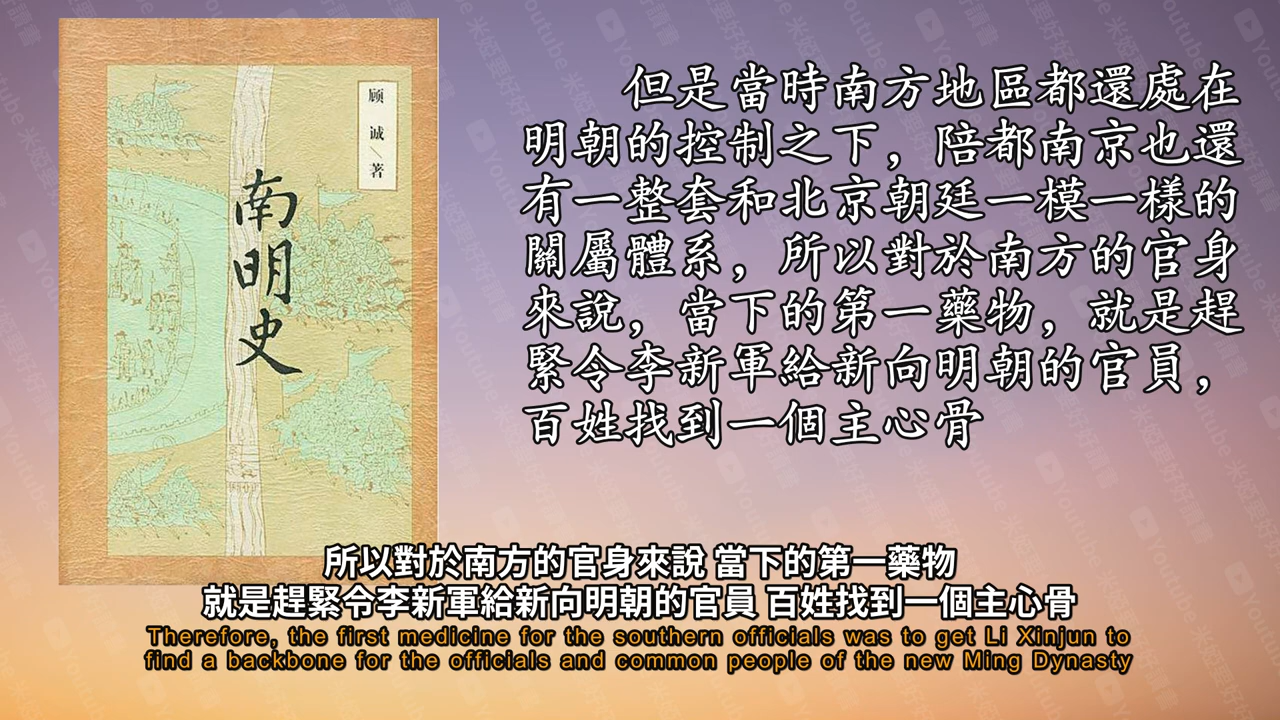 顾诚 著
南明史
但是當時南方地區都還處在
明朝的控制之下，陪都南京也還
有一整套和北京朝廷一模一樣的
關屬體系，所以對於南方的官身
來說，當下的第一藥物，就是趕
緊令李新軍給新向明朝的官員，
百姓找到一個主心骨
所以對於南方的官身來說 當下的第一藥物
就是趕緊令李新軍給新向明朝的官員 百姓找到一個主心骨
Therefore, the first medicine for the southern officials was to get Li Xinjun to
find a backbone for the officials and common people of the new Ming Dynasty
Youtube 米姬要好好讀書